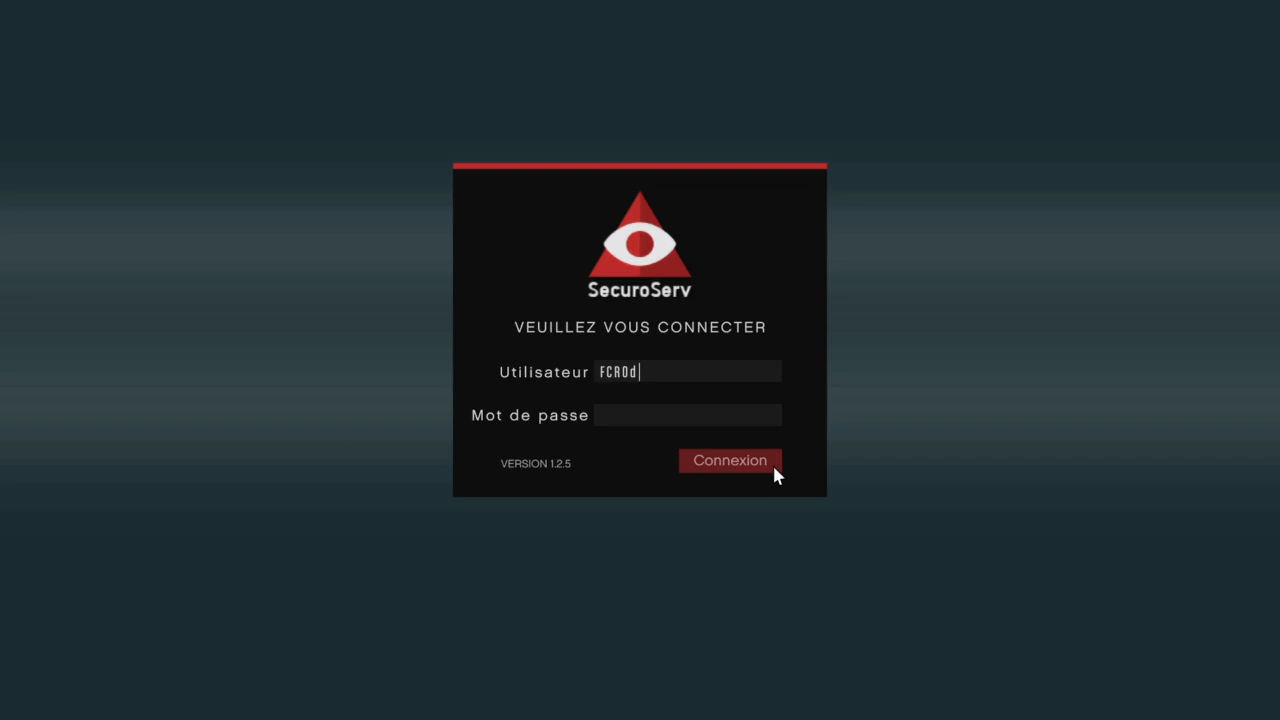 SecuroServ
VEUILLEZ VOUS CONNECTER
Utilisateur FCR0d
Mot de passe
VERSION 1.2.5 Connexion